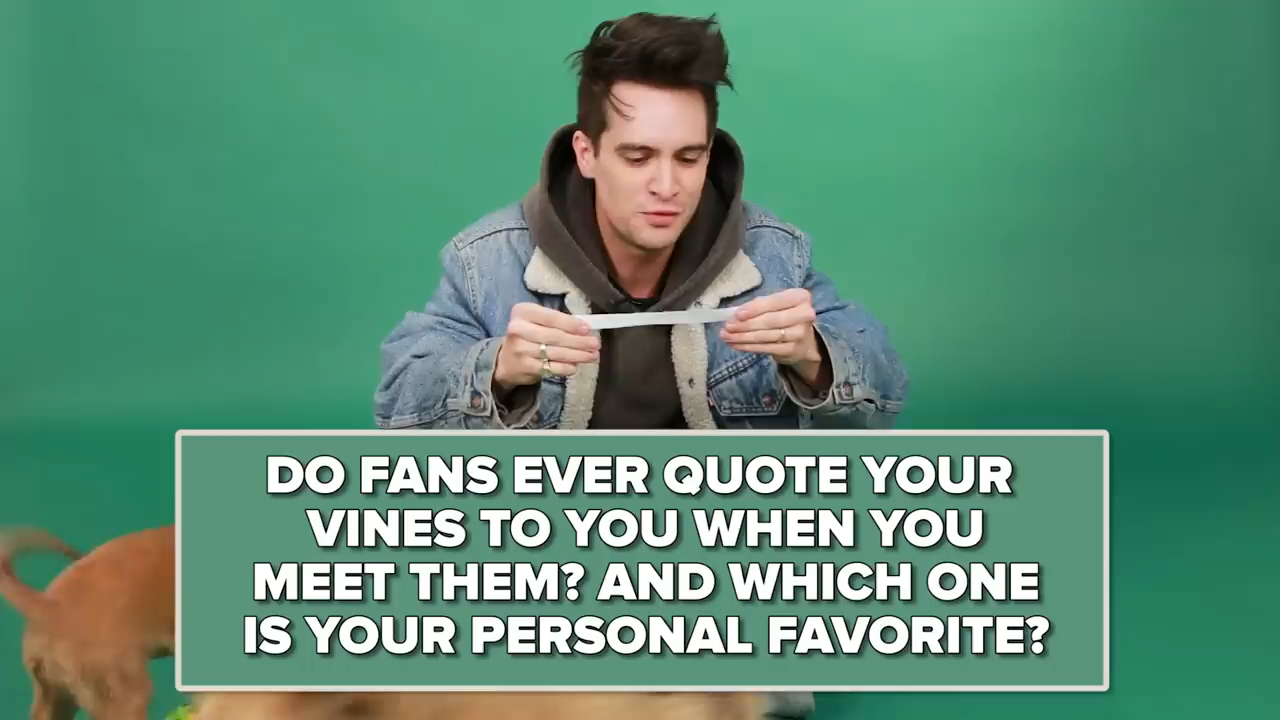 DO FANS EVER QUOTE YOUR
VINES TO YOU WHEN YOU
MEET THEM? AND WHICH ONE
IS YOUR PERSONAL FAVORITE?